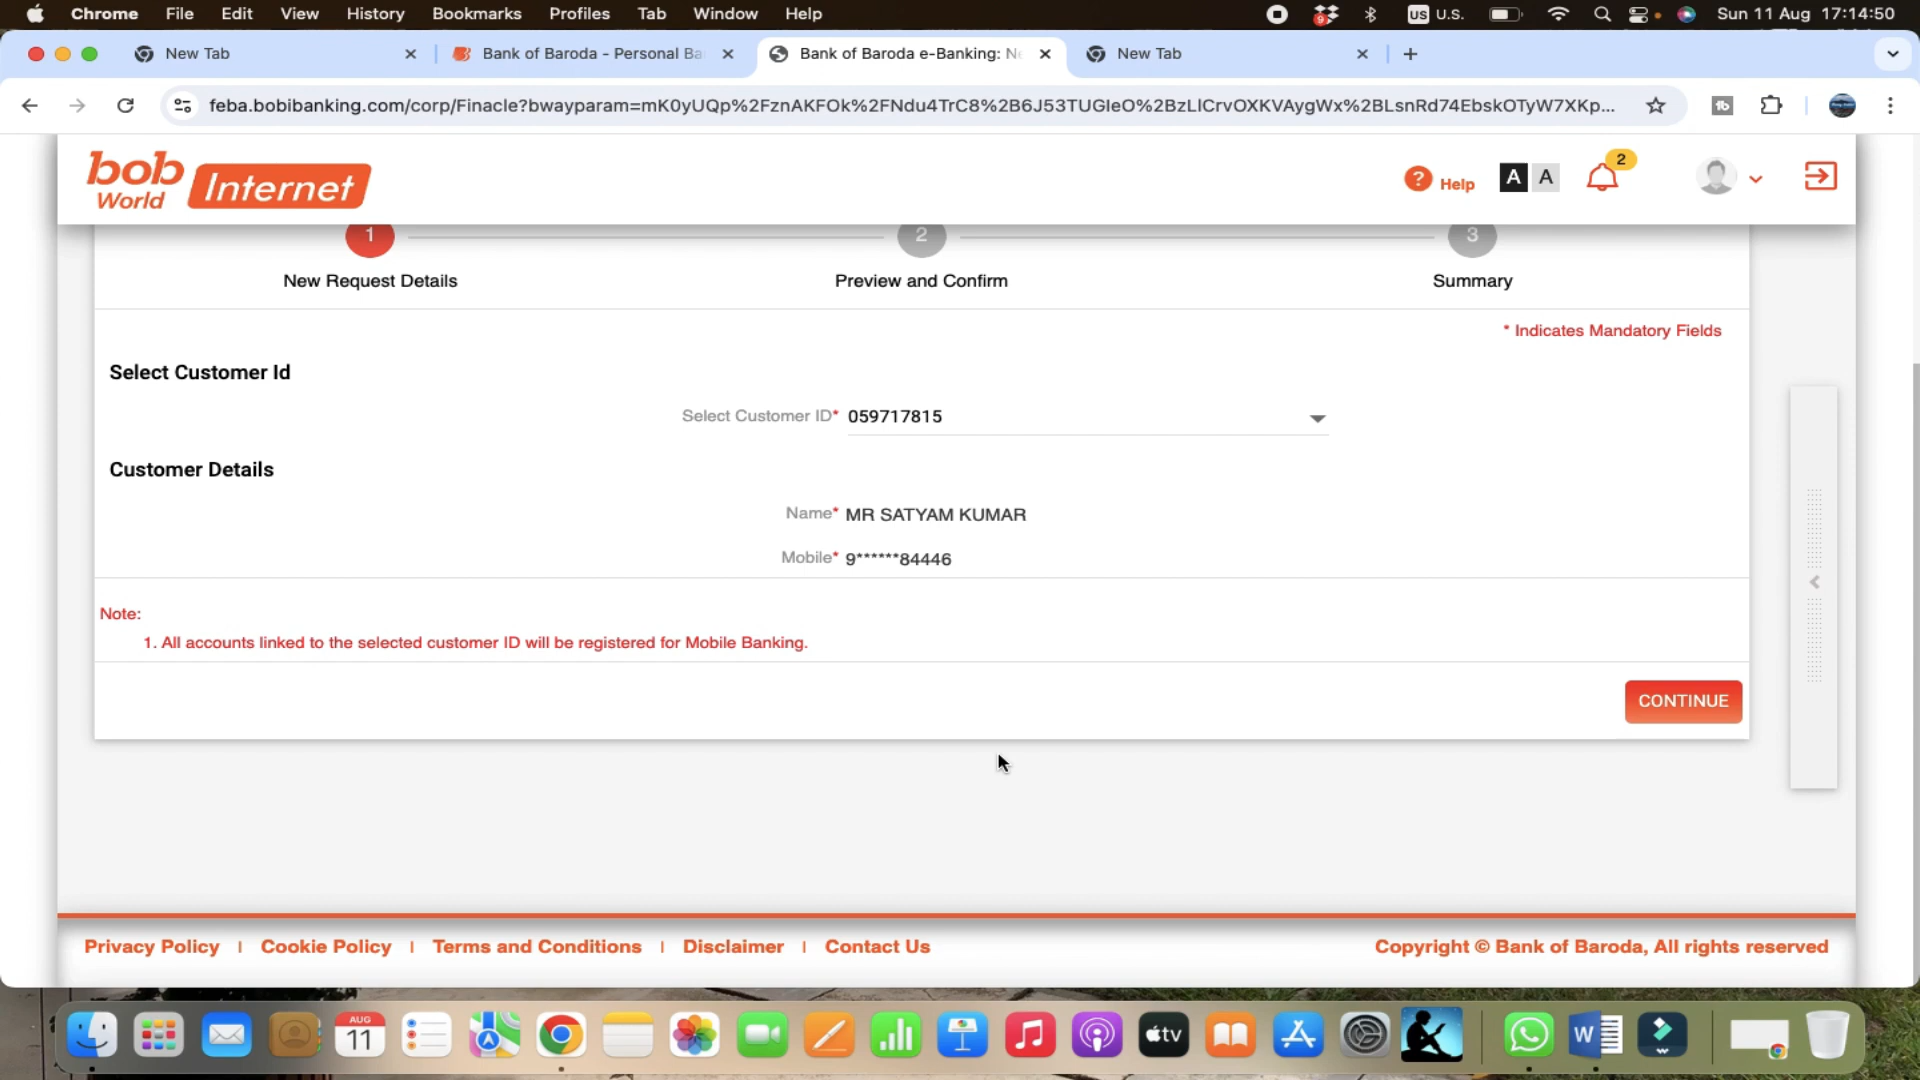 Chrome File Edit View History Bookmarks Profiles Tab Window Help 9 US U.S. Sun 11 Aug 17:14:50
New Tab Bank of Baroda - Personal Ba Bank of Baroda e-Banking: Ne New Tab
feba.bobibanking.com/corp/Finacle?bwayparam=mK0yUQp%2FznAKFOk%2FNdu4TrC8%2B6J53TUGIeO%2BzLlCrvOXKVAygWx%2BLsnRd74EbskOTyW7XKp...
bob World Internet
? Help A A 2
1 2 3
New Request Details Preview and Confirm Summary
* Indicates Mandatory Fields
Select Customer Id
Select Customer ID* 059717815
Customer Details
Name* MR SATYAM KUMAR
Mobile* 9******84446
Note:
1. All accounts linked to the selected customer ID will be registered for Mobile Banking.
CONTINUE
Privacy Policy | Cookie Policy | Terms and Conditions | Disclaimer | Contact Us Copyright © Bank of Baroda, All rights reserved
AUG
11
tv
W